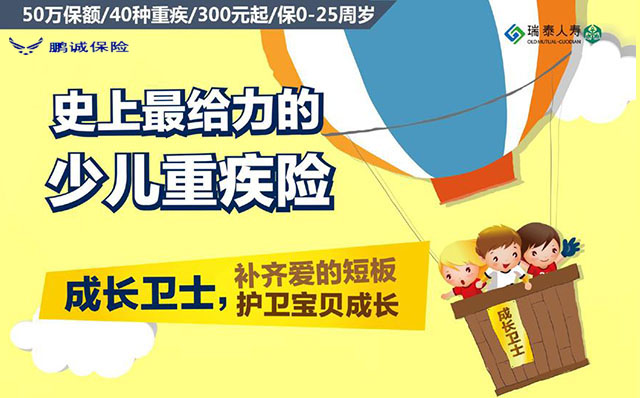 50万保额/40种重疾/300元起/保0-25周岁
鹏诚保险
瑞泰人寿
OLDMUTUAL-GUODIAN
史上最给力的
少儿重疾险
成长卫士,
补齐爱的短板
护卫宝贝成长
成长卫士